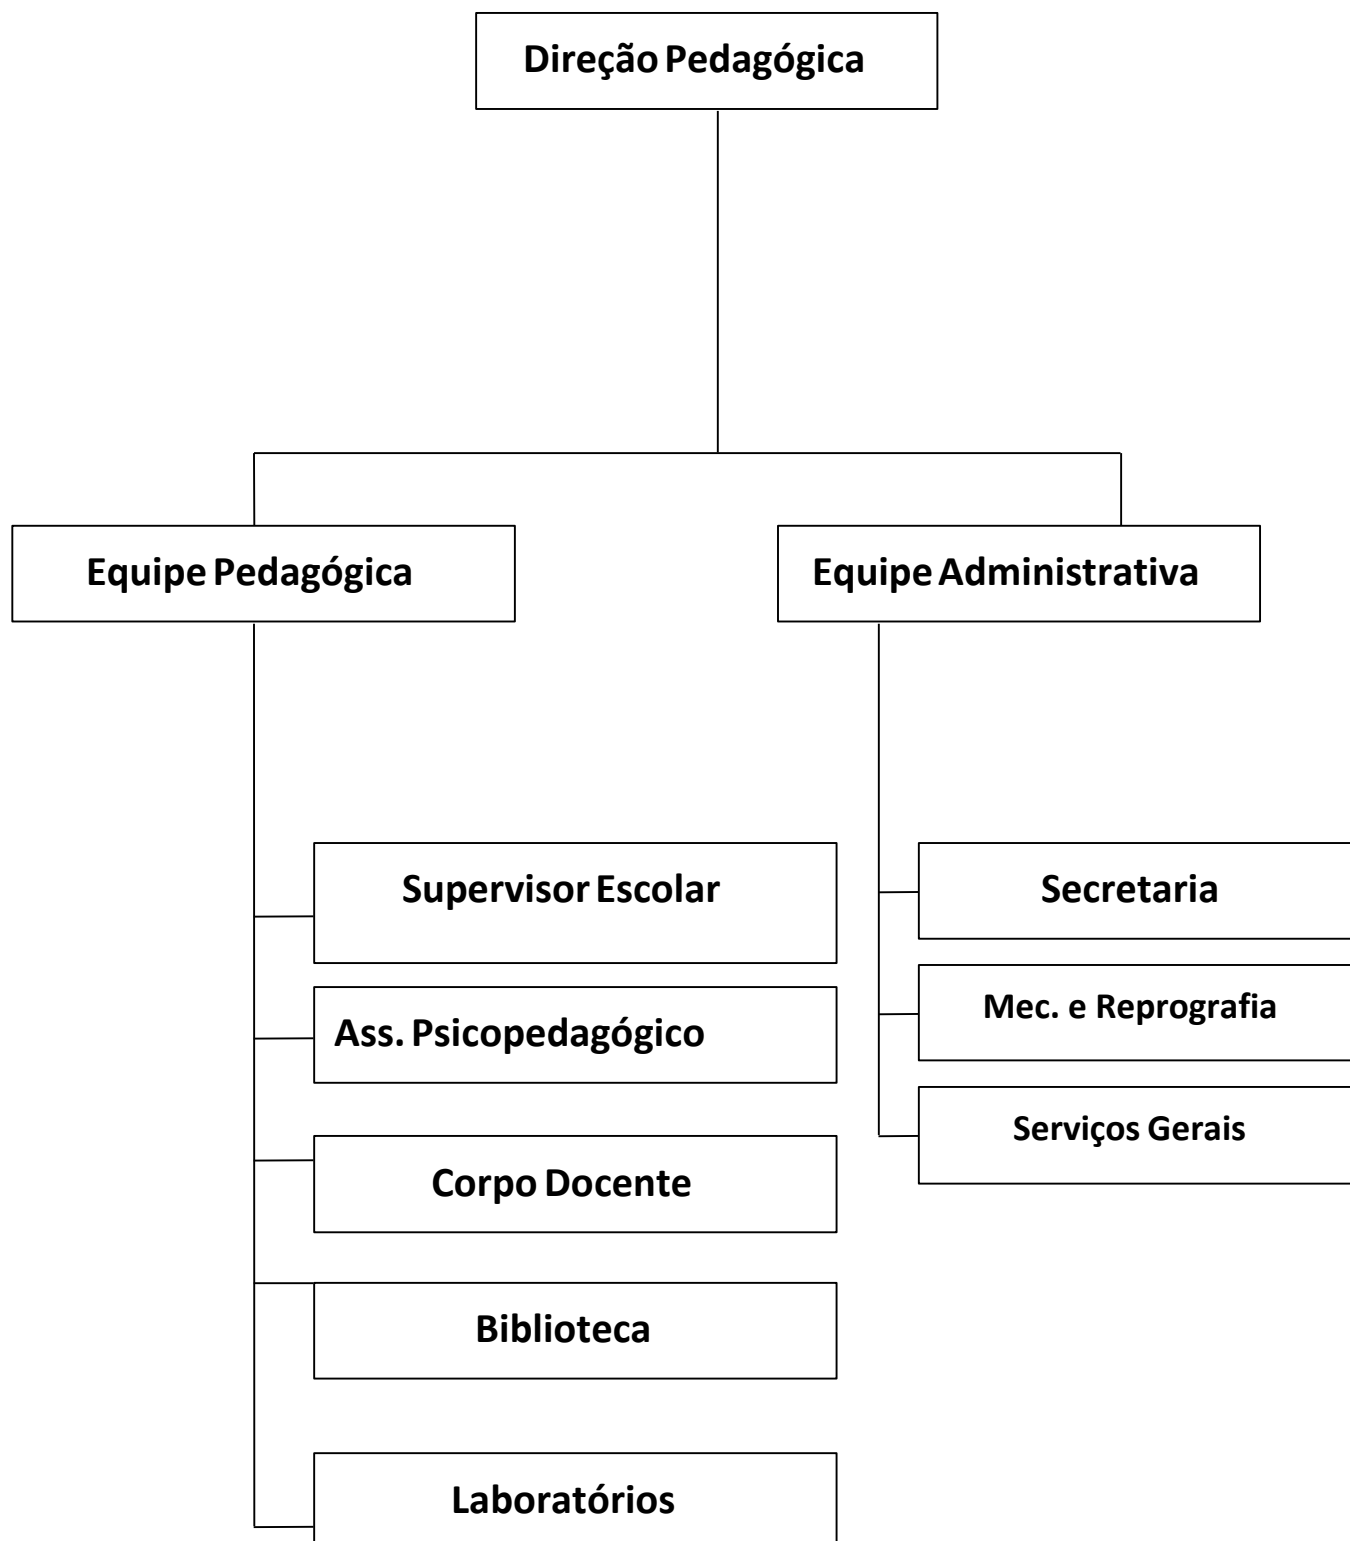 Direção Pedagógica
Equipe Pedagógica
Equipe Administrativa
Supervisor Escolar
Ass. Psicopedagógico
Corpo Docente
Biblioteca
Laboratórios
Secretaria
Mec. e Reprografia
Serviços Gerais